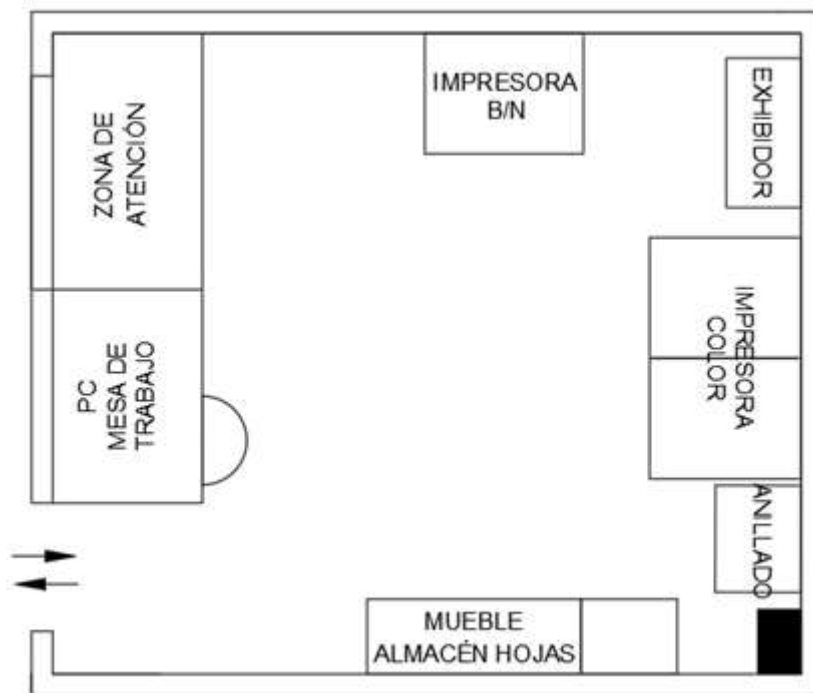 ZONA DE
ATENCIÓN
IMPRESORA
B/N
EXHIBIDOR
PC
MESA DE
TRABAJO
IMPRESORA
COLOR
ANILLADO
MUEBLE
ALMACÉN HOJAS